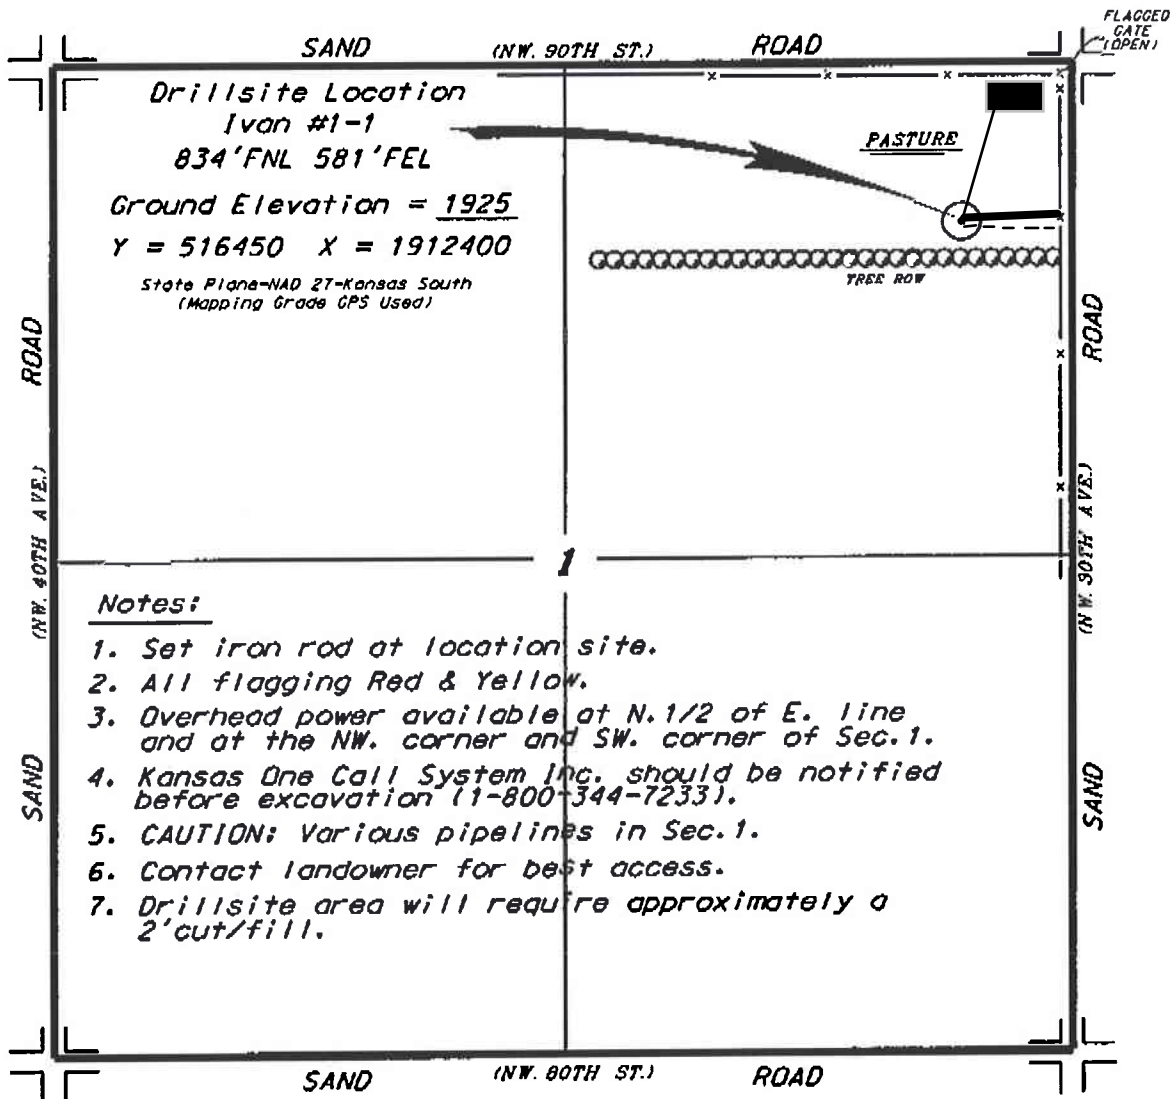 FLAGGED
GATE
(OPEN)
SAND (NW. 90TH ST.) ROAD
Drillsite Location
Ivan #1-1
834'FNL 581'FEL
Ground Elevation = 1925
Y = 516450 X = 1912400
State Plane-NAD 27-Kansas South
(Mapping Grade GPS Used)
PASTURE
TREE ROW
ROAD
(NW. 40TH AVE.)
SAND
ROAD
(NW. 30TH AVE.)
SAND
1
Notes:
1. Set iron rod at location site.
2. All flagging Red & Yellow.
3. Overhead power available at N.1/2 of E. line
and at the NW. corner and SW. corner of Sec.1.
4. Kansas One Call System Inc. should be notified
before excavation (1-800-344-7233).
5. CAUTION: Various pipelines in Sec.1.
6. Contact landowner for best access.
7. Drillsite area will require approximately a
2'cut/fill.
SAND (NW. 80TH ST.) ROAD